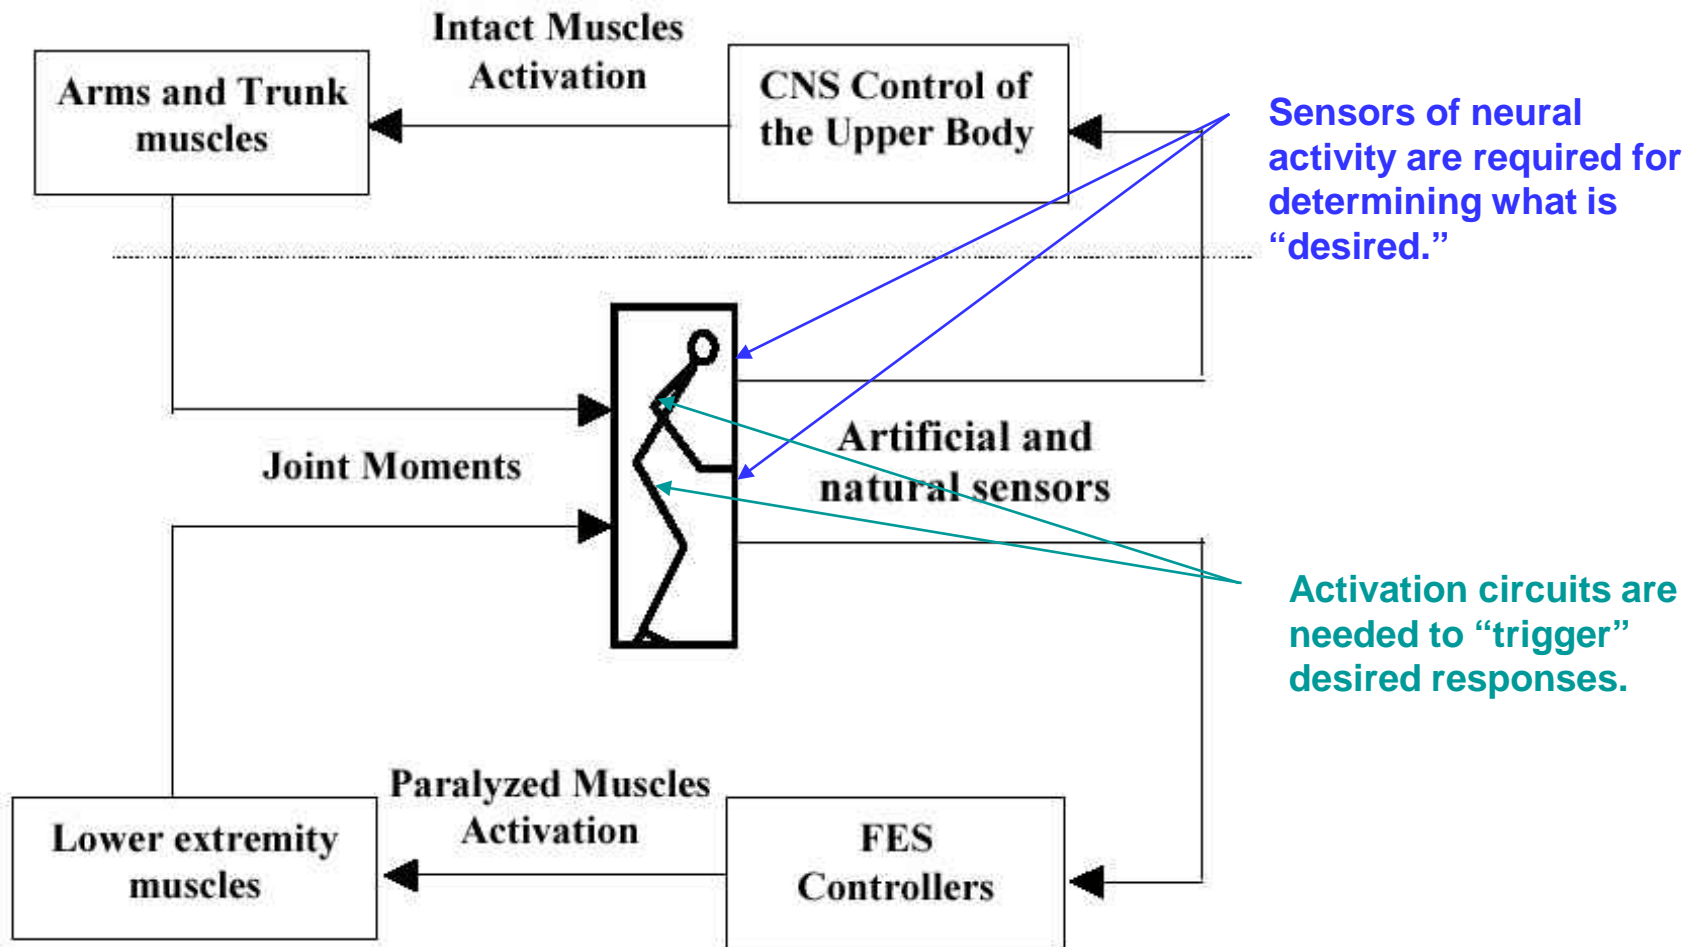 Intact Muscles
Activation
Arms and Trunk
muscles
CNS Control of
the Upper Body
Sensors of neural
activity are required for
determining what is
“desired.”
Joint Moments
Artificial and
natural sensors
Activation circuits are
needed to “trigger”
desired responses.
Paralyzed Muscles
Activation
Lower extremity
muscles
FES
Controllers